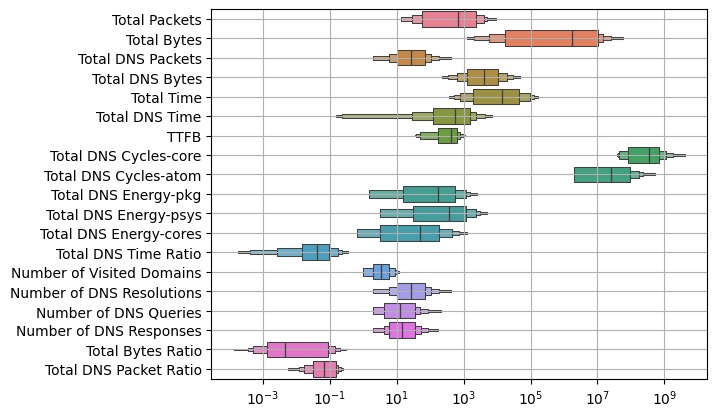 Total Packets
Total Bytes
Total DNS Packets
Total DNS Bytes
Total Time
Total DNS Time
TTFB
Total DNS Cycles-core
Total DNS Cycles-atom
Total DNS Energy-pkg
Total DNS Energy-psys
Total DNS Energy-cores
Total DNS Time Ratio
Number of Visited Domains
Number of DNS Resolutions
Number of DNS Queries
Number of DNS Responses
Total Bytes Ratio
Total DNS Packet Ratio
10⁻³ 10⁻¹ 10¹ 10³ 10⁵ 10⁷ 10⁹